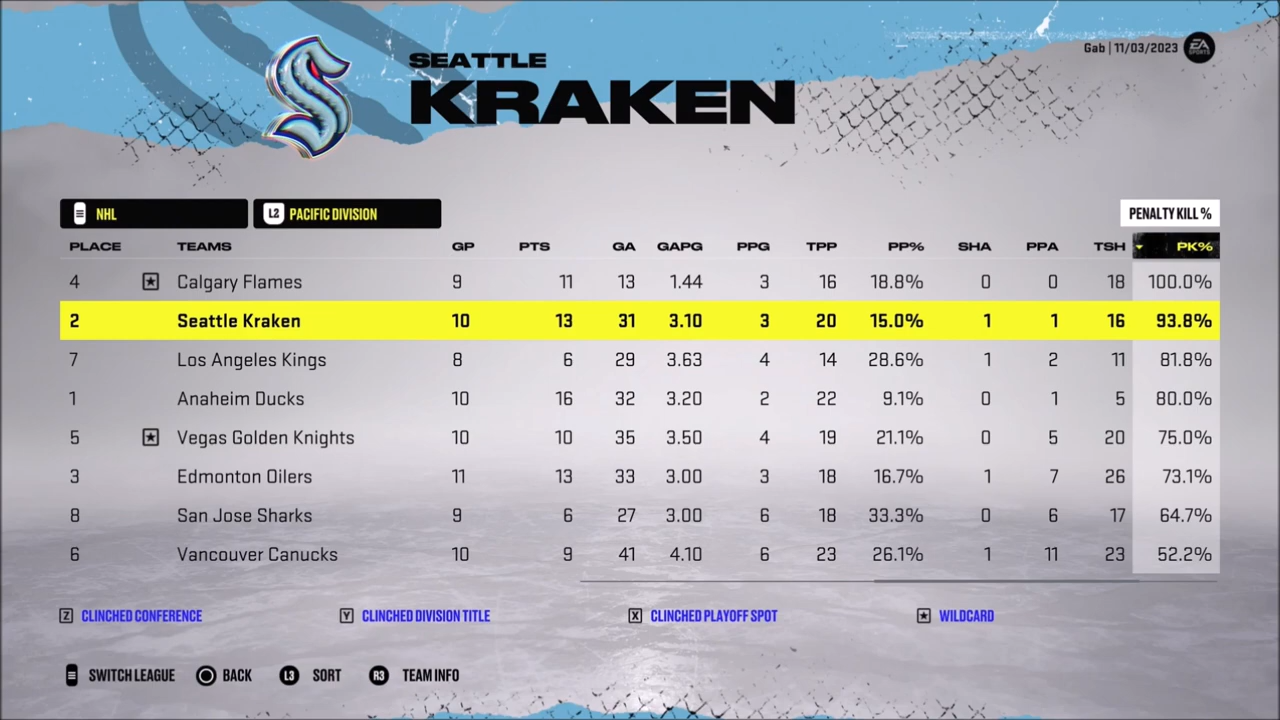 SEATTLE
KRAKEN
Gab | 11/03/2023
EA
SPORTS
NHL
L2 PACIFIC DIVISION
PENALTY KILL %
PLACE TEAMS GP PTS GA GAPG PPG TPP PP% SHA PPA TSH PK%
4 Calgary Flames 9 11 13 1.44 3 16 18.8% 0 0 18 100.0%
2 Seattle Kraken 10 13 31 3.10 3 20 15.0% 1 1 16 93.8%
7 Los Angeles Kings 8 6 29 3.63 4 14 28.6% 1 2 11 81.8%
1 Anaheim Ducks 10 16 32 3.20 2 22 9.1% 0 1 5 80.0%
5 Vegas Golden Knights 10 10 35 3.50 4 19 21.1% 0 5 20 75.0%
3 Edmonton Oilers 11 13 33 3.00 3 18 16.7% 1 7 26 73.1%
8 San Jose Sharks 9 6 27 3.00 6 18 33.3% 0 6 17 64.7%
6 Vancouver Canucks 10 9 41 4.10 6 23 26.1% 1 11 23 52.2%
Z CLINCHED CONFERENCE Y CLINCHED DIVISION TITLE X CLINCHED PLAYOFF SPOT ★ WILDCARD
SWITCH LEAGUE BACK L3 SORT R3 TEAM INFO